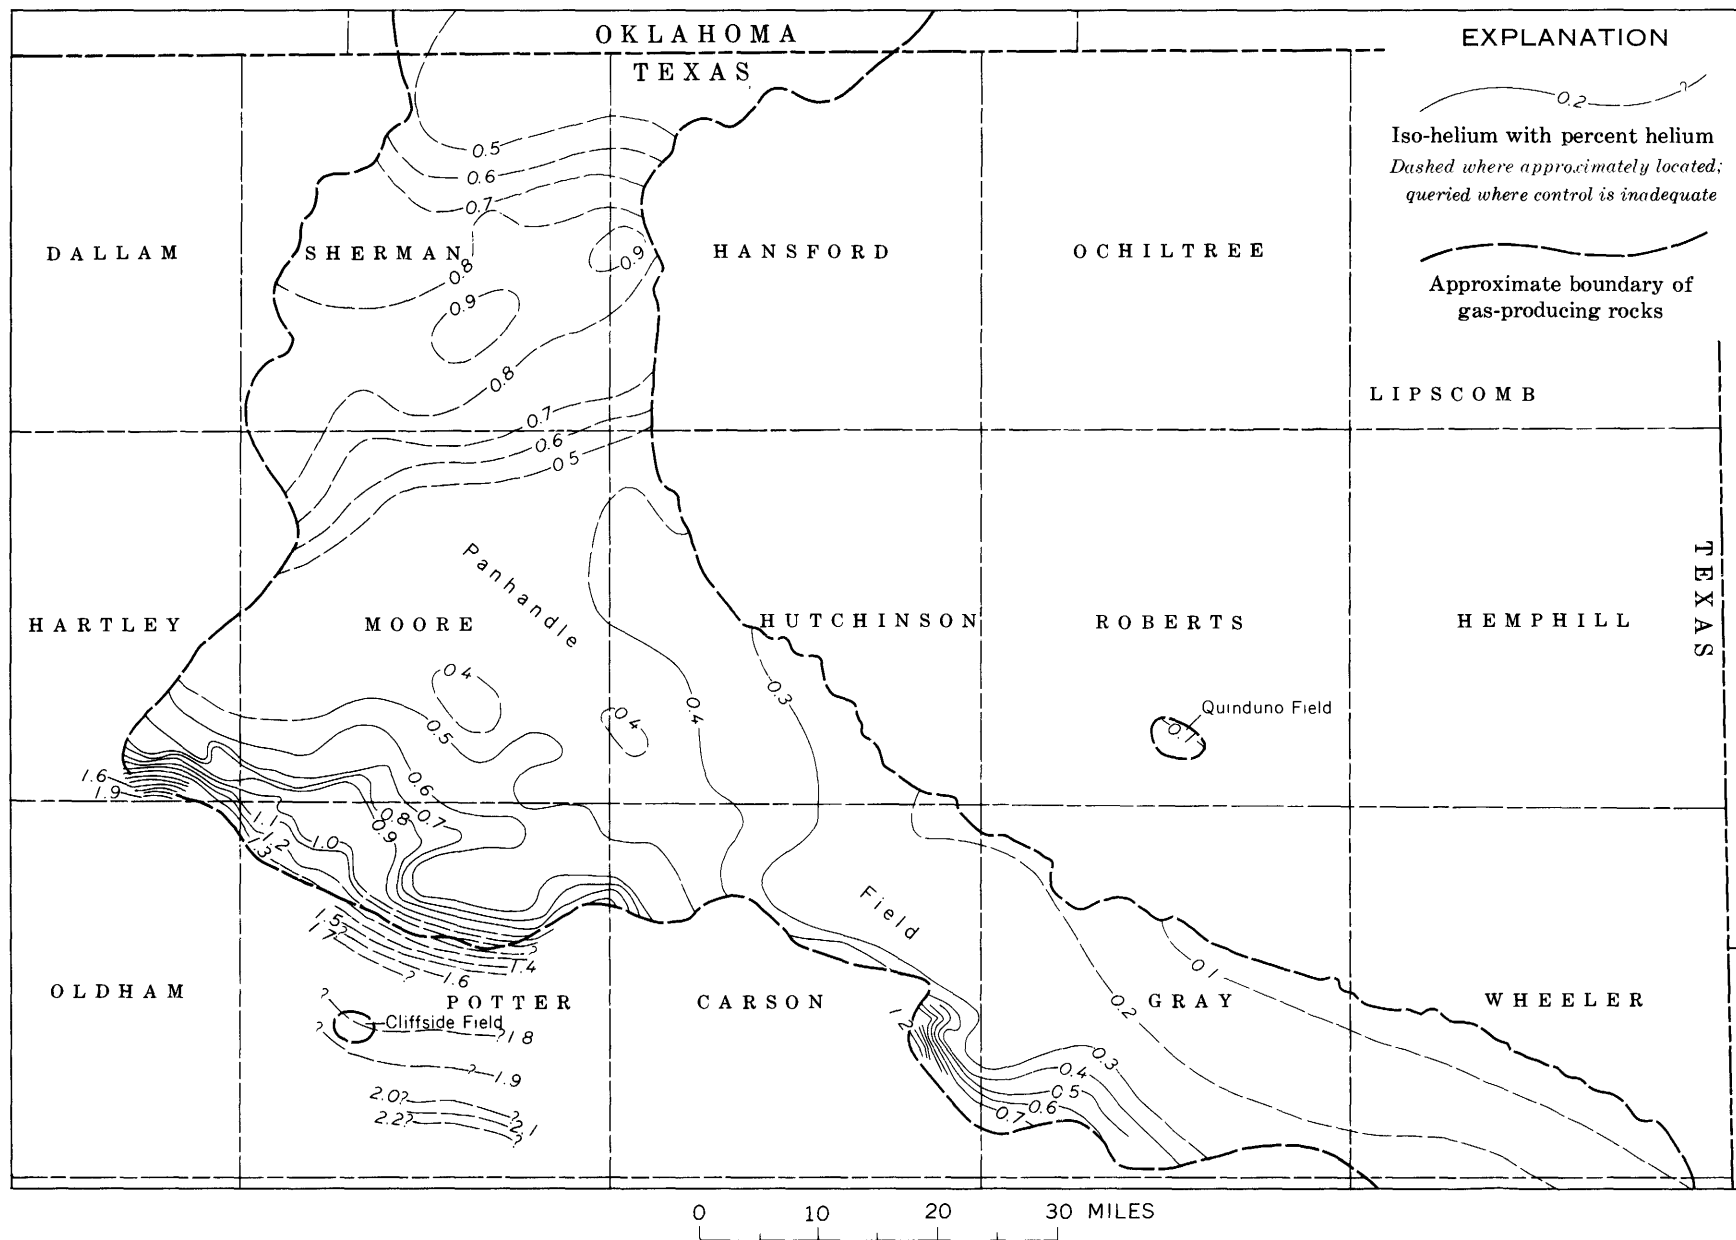 OKLAHOMA
TEXAS
EXPLANATION
0.2 ?
Iso-helium with percent helium
Dashed where approximately located;
queried where control is inadequate
Approximate boundary of
gas-producing rocks
0.5
0.6
0.7
DALLAM
SHERMAN
HANSFORD
OCHILTREE
0.8
0.9
0.9
0.8
LIPSCOMB
0.7
0.6
0.5
Panhandle
TEXAS
HARTLEY
MOORE
HUTCHINSON
ROBERTS
HEMPHILL
0.4
0.3
0.4
0.4
0.5
Quinduno Field
0.1
1.6
1.9
0.6
0.7
0.8
0.9
1.0
1.1
1.2
1.3
Field
1.5 ?
1.7 ?
?
1.4
1.6
?
OLDHAM
POTTER
CARSON
GRAY
WHEELER
0.1
0.2
1.2
?
Cliffside Field
?
?1.8
? 1.9
2.0?
?
2.1
2.2?
?
0.3
0.4
0.5
0.6
0.7
0 10 20 30 MILES